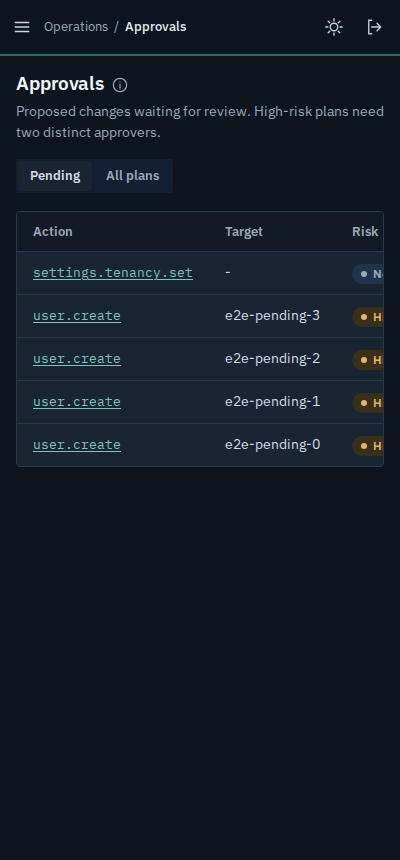 Operations / Approvals
Approvals
Proposed changes waiting for review. High-risk plans need
two distinct approvers.
Pending All plans
Action Target Risk
settings.tenancy.set -
user.create e2e-pending-3 H
user.create e2e-pending-2 H
user.create e2e-pending-1 H
user.create e2e-pending-0 H